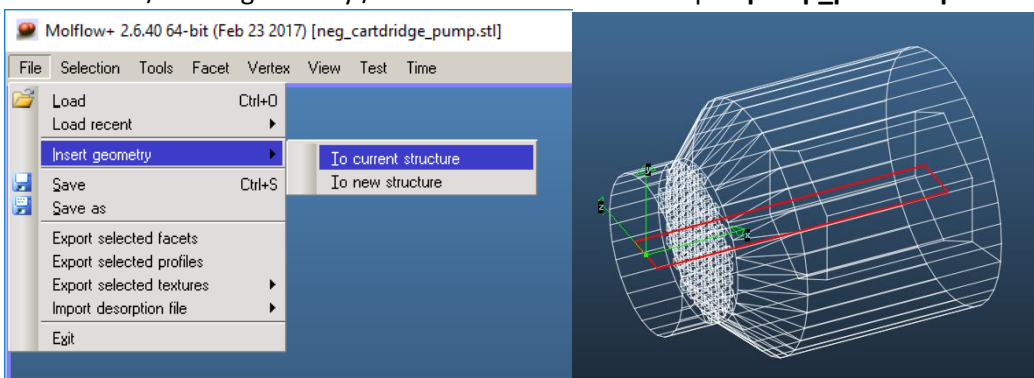 Molflow+ 2.6.40 64-bit (Feb 23 2017) [neg_cartdridge_pump.stl]
File Selection Tools Facet Vertex View Test Time
Load Ctrl+O
Load recent
Insert geometry
To current structure
To new structure
Save Ctrl+S
Save as
Export selected facets
Export selected profiles
Export selected textures
Import desorption file
Exit
y
z
x